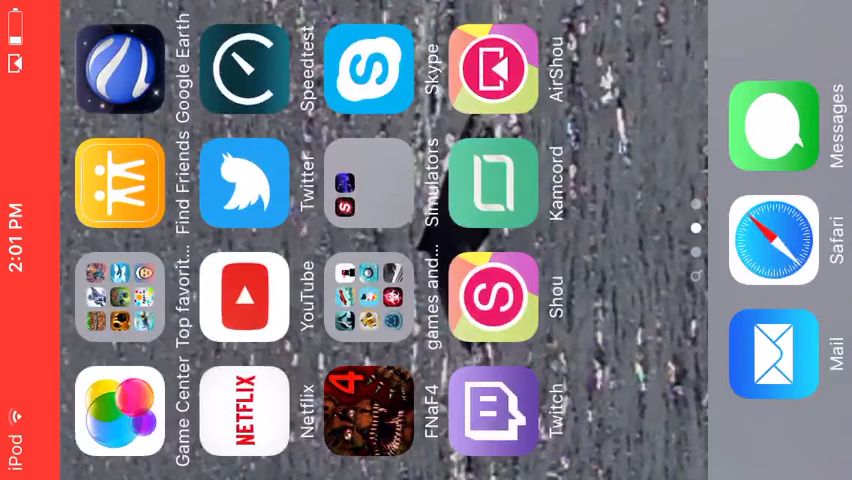 iPod 2:01 PM
Game Center Top favorit... Find Friends Google Earth
NETFLIX
Netflix YouTube Twitter Speedtest
4
FNaF4 games and... Simulators Skype
Twitch Shou Kamcord AirShou
Mail Safari Messages